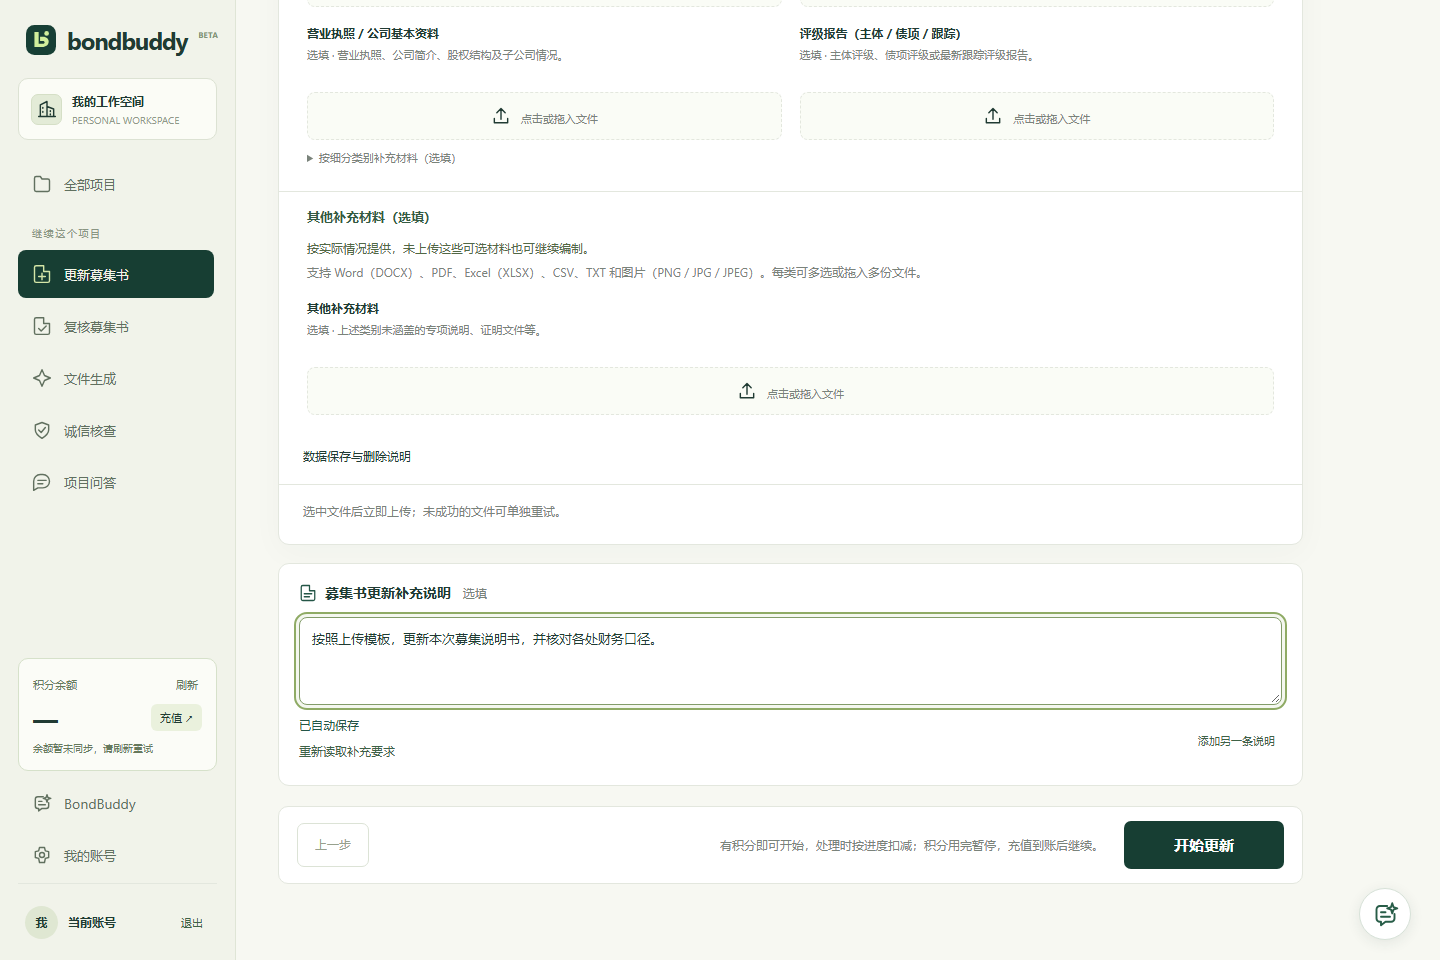 bondbuddy BETA
我的工作空间
PERSONAL WORKSPACE
全部项目
继续这个项目
更新募集书
复核募集书
文件生成
诚信核查
项目问答
积分余额 刷新
— 充值↗
余额暂未同步，请刷新重试
BondBuddy
我的账号
我 当前账号 退出
营业执照 / 公司基本资料
选填 · 营业执照、公司简介、股权结构及子公司情况。
点击或拖入文件
评级报告（主体 / 债项 / 跟踪）
选填 · 主体评级、债项评级或最新跟踪评级报告。
点击或拖入文件
▶ 按细分类别补充材料（选填）
其他补充材料（选填）
按实际情况提供，未上传这些可选材料也可继续编制。
支持 Word（DOCX）、PDF、Excel（XLSX）、CSV、TXT 和图片（PNG / JPG / JPEG）。每类可多选或拖入多份文件。
其他补充材料
选填 · 上述类别未涵盖的专项说明、证明文件等。
点击或拖入文件
数据保存与删除说明
选中文件后立即上传；未成功的文件可单独重试。
募集书更新补充说明 选填
按照上传模板，更新本次募集说明书，并核对各处财务口径。
已自动保存
重新读取补充要求
添加另一条说明
上一步
有积分即可开始，处理时按进度扣减；积分用完暂停，充值到账后继续。
开始更新